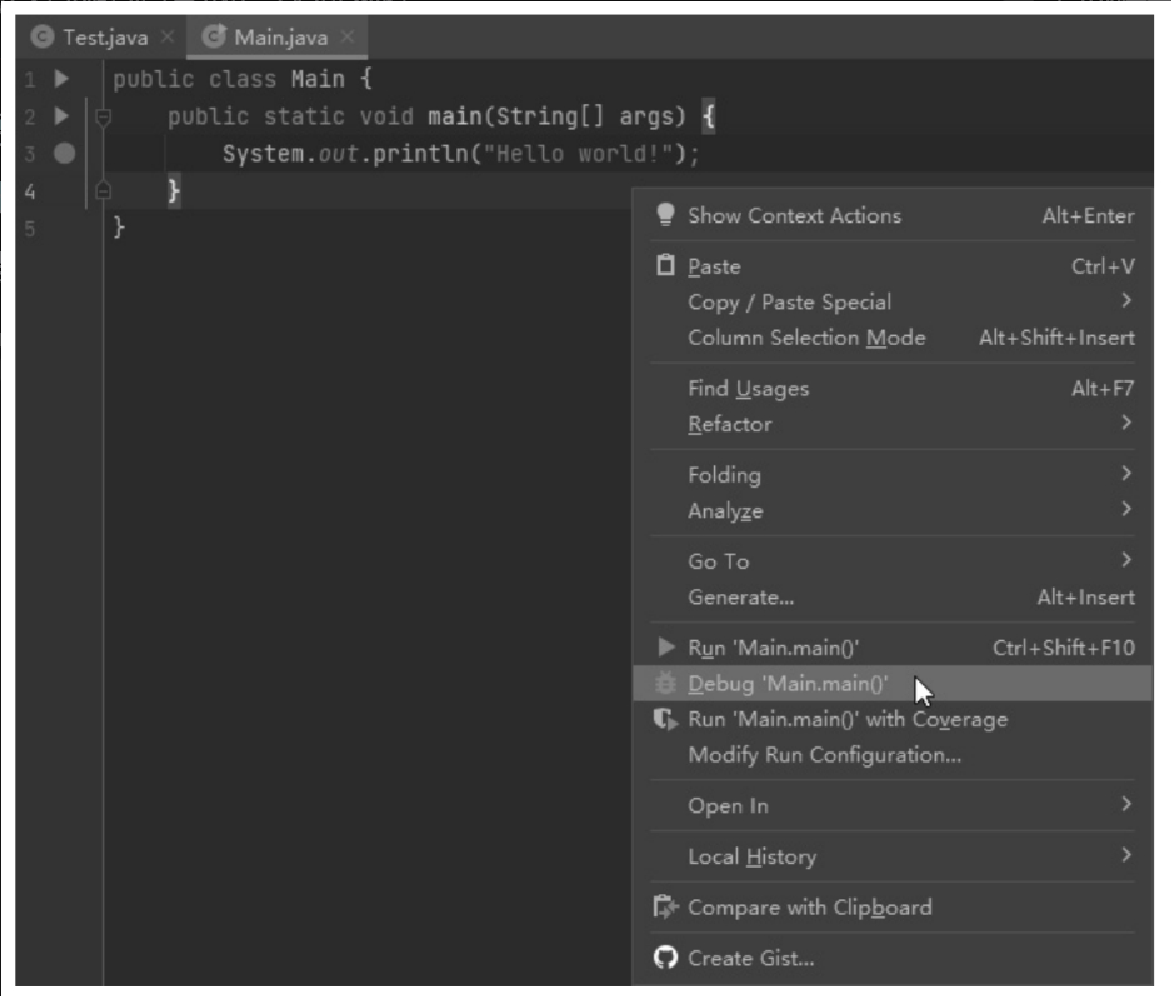 Test.java
Main.java
1 public class Main {
2 public static void main(String[] args) {
3 System.out.println("Hello world!");
4 }
5 }
Show Context Actions Alt+Enter
Paste Ctrl+V
Copy / Paste Special
Column Selection Mode Alt+Shift+Insert
Find Usages Alt+F7
Refactor
Folding
Analyze
Go To
Generate... Alt+Insert
Run 'Main.main()' Ctrl+Shift+F10
Debug 'Main.main()'
Run 'Main.main()' with Coverage
Modify Run Configuration...
Open In
Local History
Compare with Clipboard
Create Gist...